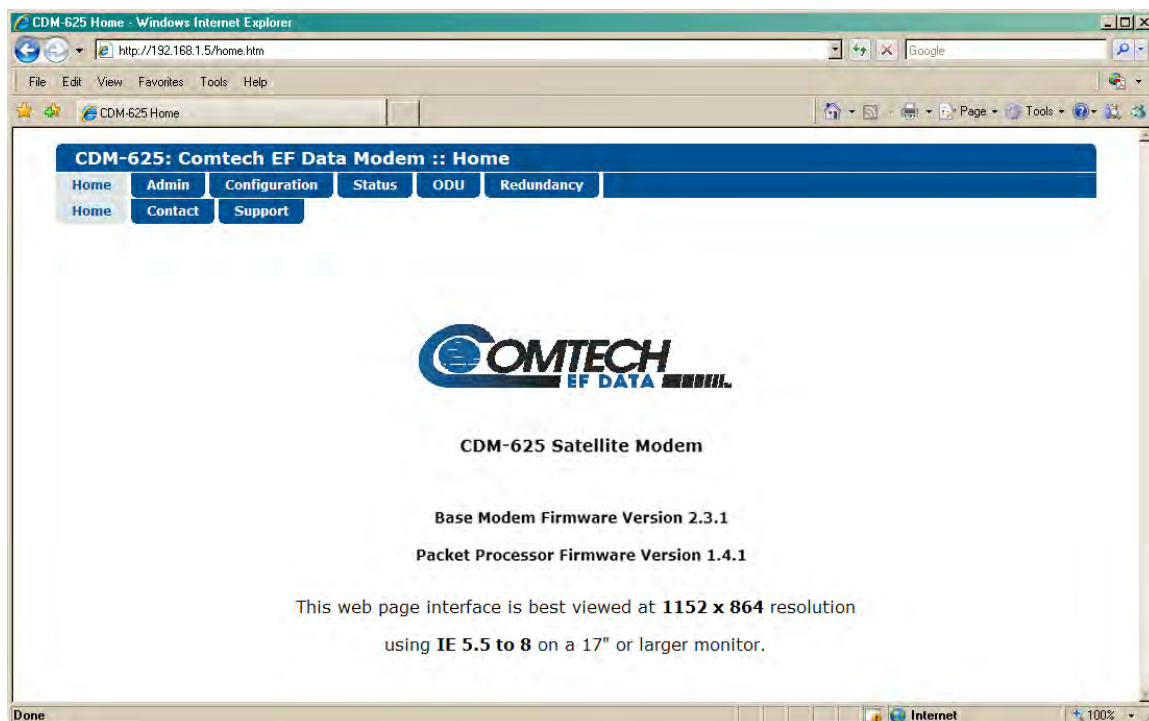 CDM-625 Home - Windows Internet Explorer
http://192.168.1.5/home.htm
Google
File Edit View Favorites Tools Help
CDM-625 Home
Page Tools
CDM-625: Comtech EF Data Modem :: Home
Home Admin Configuration Status ODU Redundancy
Home Contact Support
COMTECH
EF DATA
CDM-625 Satellite Modem
Base Modem Firmware Version 2.3.1
Packet Processor Firmware Version 1.4.1
This web page interface is best viewed at 1152 x 864 resolution
using IE 5.5 to 8 on a 17" or larger monitor.
Done Internet 100%